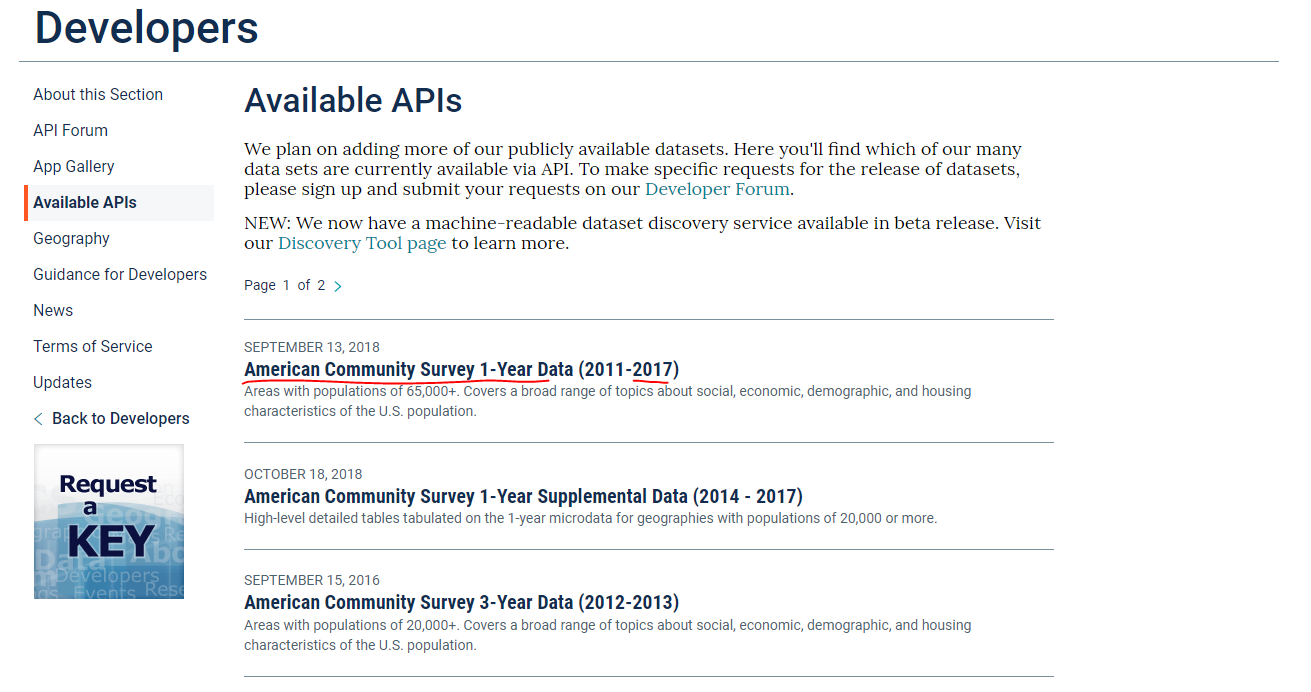 Developers
About this Section
API Forum
App Gallery
Available APIs
Geography
Guidance for Developers
News
Terms of Service
Updates
Back to Developers
Request
a
KEY
Available APIs
We plan on adding more of our publicly available datasets. Here you'll find which of our many
data sets are currently available via API. To make specific requests for the release of datasets,
please sign up and submit your requests on our Developer Forum.
NEW: We now have a machine-readable dataset discovery service available in beta release. Visit
our Discovery Tool page to learn more.
Page 1 of 2 >
SEPTEMBER 13, 2018
American Community Survey 1-Year Data (2011-2017)
Areas with populations of 65,000+. Covers a broad range of topics about social, economic, demographic, and housing
characteristics of the U.S. population.
OCTOBER 18, 2018
American Community Survey 1-Year Supplemental Data (2014 - 2017)
High-level detailed tables tabulated on the 1-year microdata for geographies with populations of 20,000 or more.
SEPTEMBER 15, 2016
American Community Survey 3-Year Data (2012-2013)
Areas with populations of 20,000+. Covers a broad range of topics about social, economic, demographic, and housing
characteristics of the U.S. population.